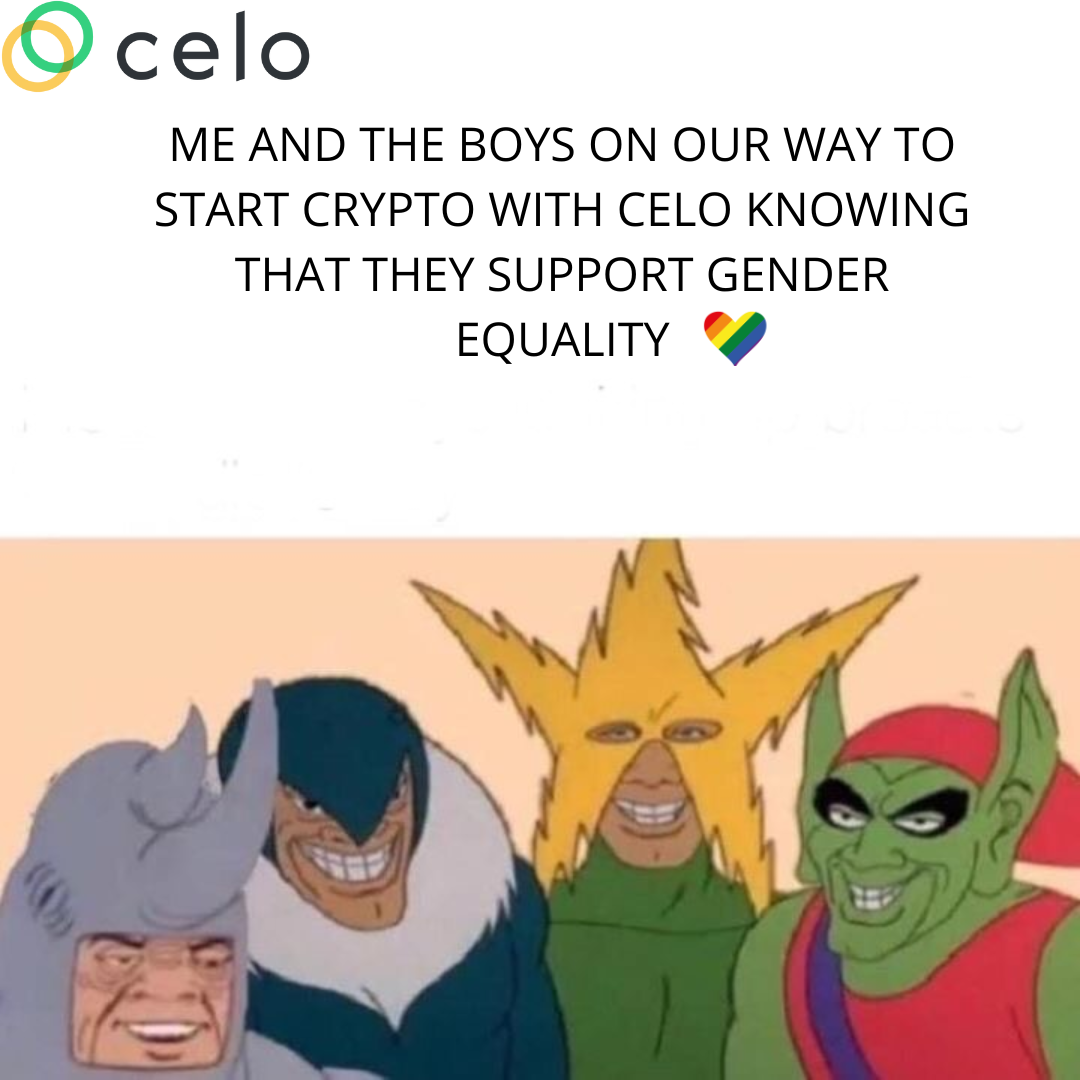 celo
ME AND THE BOYS ON OUR WAY TO
START CRYPTO WITH CELO KNOWING
THAT THEY SUPPORT GENDER
EQUALITY